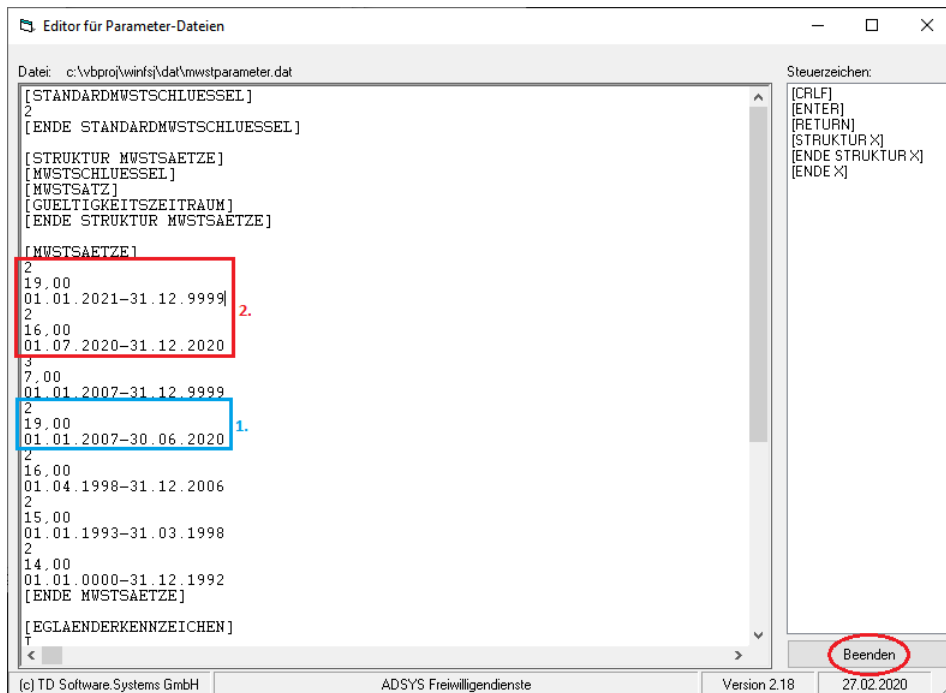 Editor für Parameter-Dateien
Datei: c:\vbproj\winfsj\dat\mwstparameter.dat
[STANDARDMWSTSCHLUESSEL]
2
[ENDE STANDARDMWSTSCHLUESSEL]
[STRUKTUR MWSTSAETZE]
[MWSTSCHLUESSEL]
[MWSTSATZ]
[GUELTIGKEITSZEITRAUM]
[ENDE STRUKTUR MWSTSAETZE]
[MWSTSAETZE]
2
19,00
01.01.2021-31.12.9999
2
16,00
01.07.2020-31.12.2020
2.
3
7,00
01.01.2007-31.12.9999
2
19,00
01.01.2007-30.06.2020
1.
2
16,00
01.04.1998-31.12.2006
2
15,00
01.01.1993-31.03.1998
2
14,00
01.01.0000-31.12.1992
[ENDE MWSTSAETZE]
[EGLAENDERKENNZEICHEN]
Steuerzeichen:
[CRLF]
[ENTER]
[RETURN]
[STRUKTUR X]
[ENDE STRUKTUR X]
[ENDE X]
Beenden
(c) TD Software.Systems GmbH
ADSYS Freiwilligendienste
Version 2.18
27.02.2020